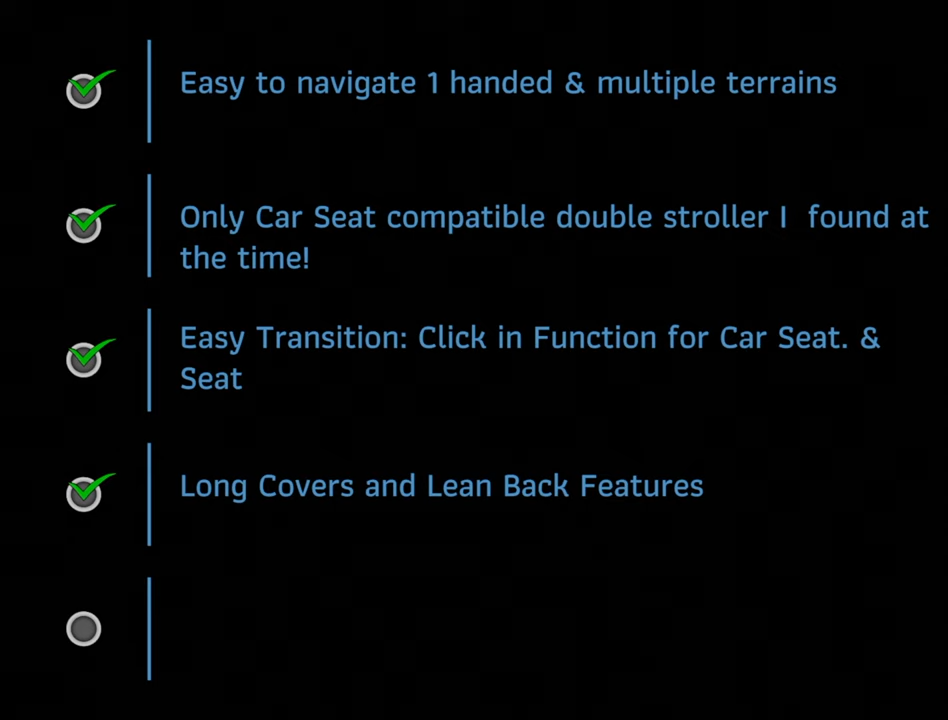 Easy to navigate 1 handed & multiple terrains
Only Car Seat compatible double stroller I found at
the time!
Easy Transition: Click in Function for Car Seat. &
Seat
Long Covers and Lean Back Features